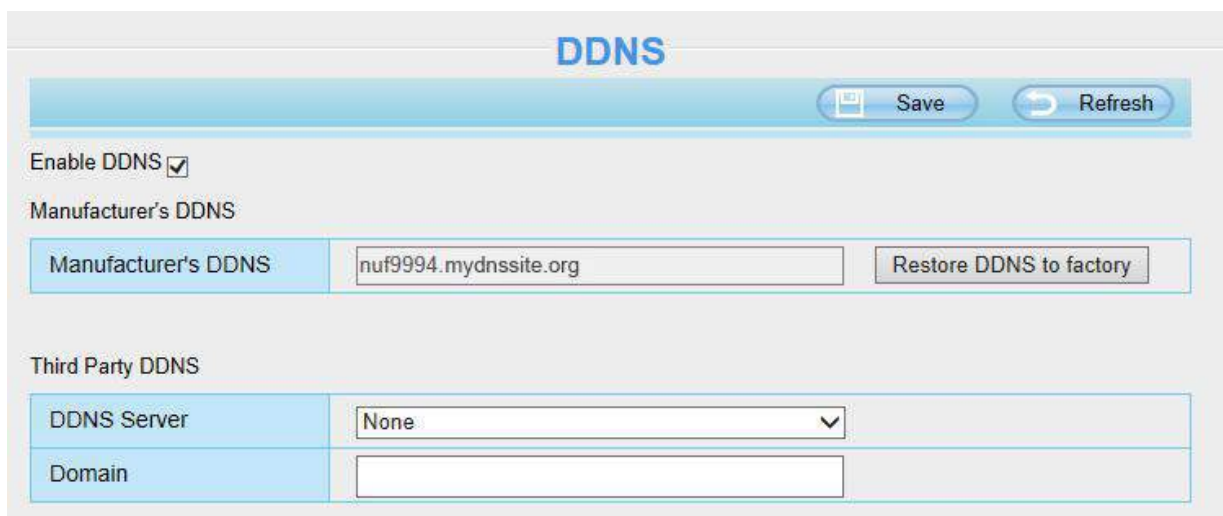 DDNS
Save Refresh
Enable DDNS
Manufacturer's DDNS
Manufacturer's DDNS nuf9994.mydnssite.org Restore DDNS to factory
Third Party DDNS
DDNS Server None
Domain